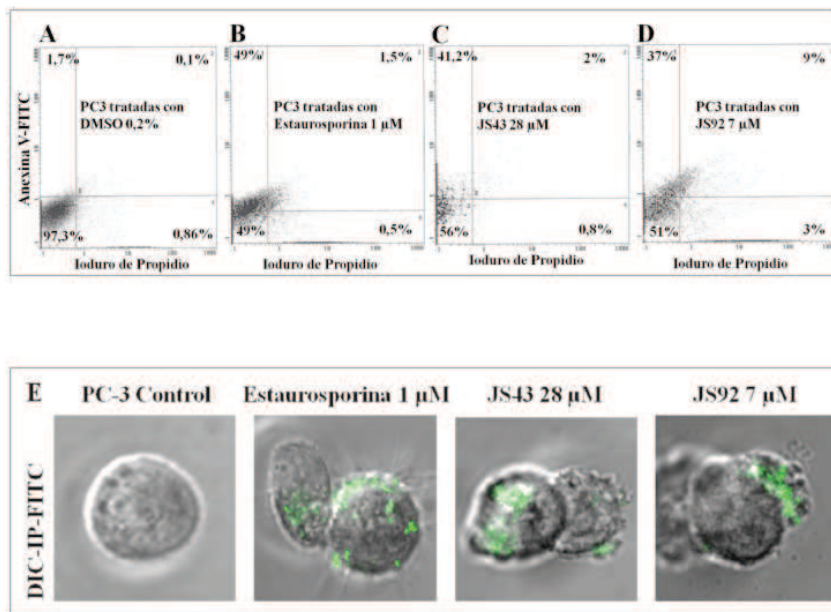 A
B
C
D
1,7% 0,1%
49% 1,5%
41,2% 2%
37% 9%
Anexina V-FITC
PC3 tratadas con
DMSO 0,2%
PC3 tratadas con
Estaurosporina 1 µM
PC3 tratadas con
JS43 28 µM
PC3 tratadas con
JS92 7 µM
97,3% 0,86%
49% 0,5%
56% 0,8%
51% 3%
Ioduro de Propidio
Ioduro de Propidio
Ioduro de Propidio
Ioduro de Propidio
E
PC-3 Control
Estaurosporina 1 µM
JS43 28 µM
JS92 7 µM
DIC-IP-FITC